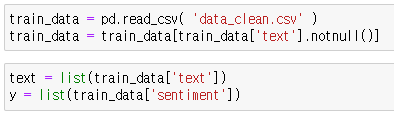 train_data = pd.read_csv( 'data_clean.csv' )
train_data = train_data[train_data['text'].notnull()]
text = list(train_data['text'])
y = list(train_data['sentiment'])